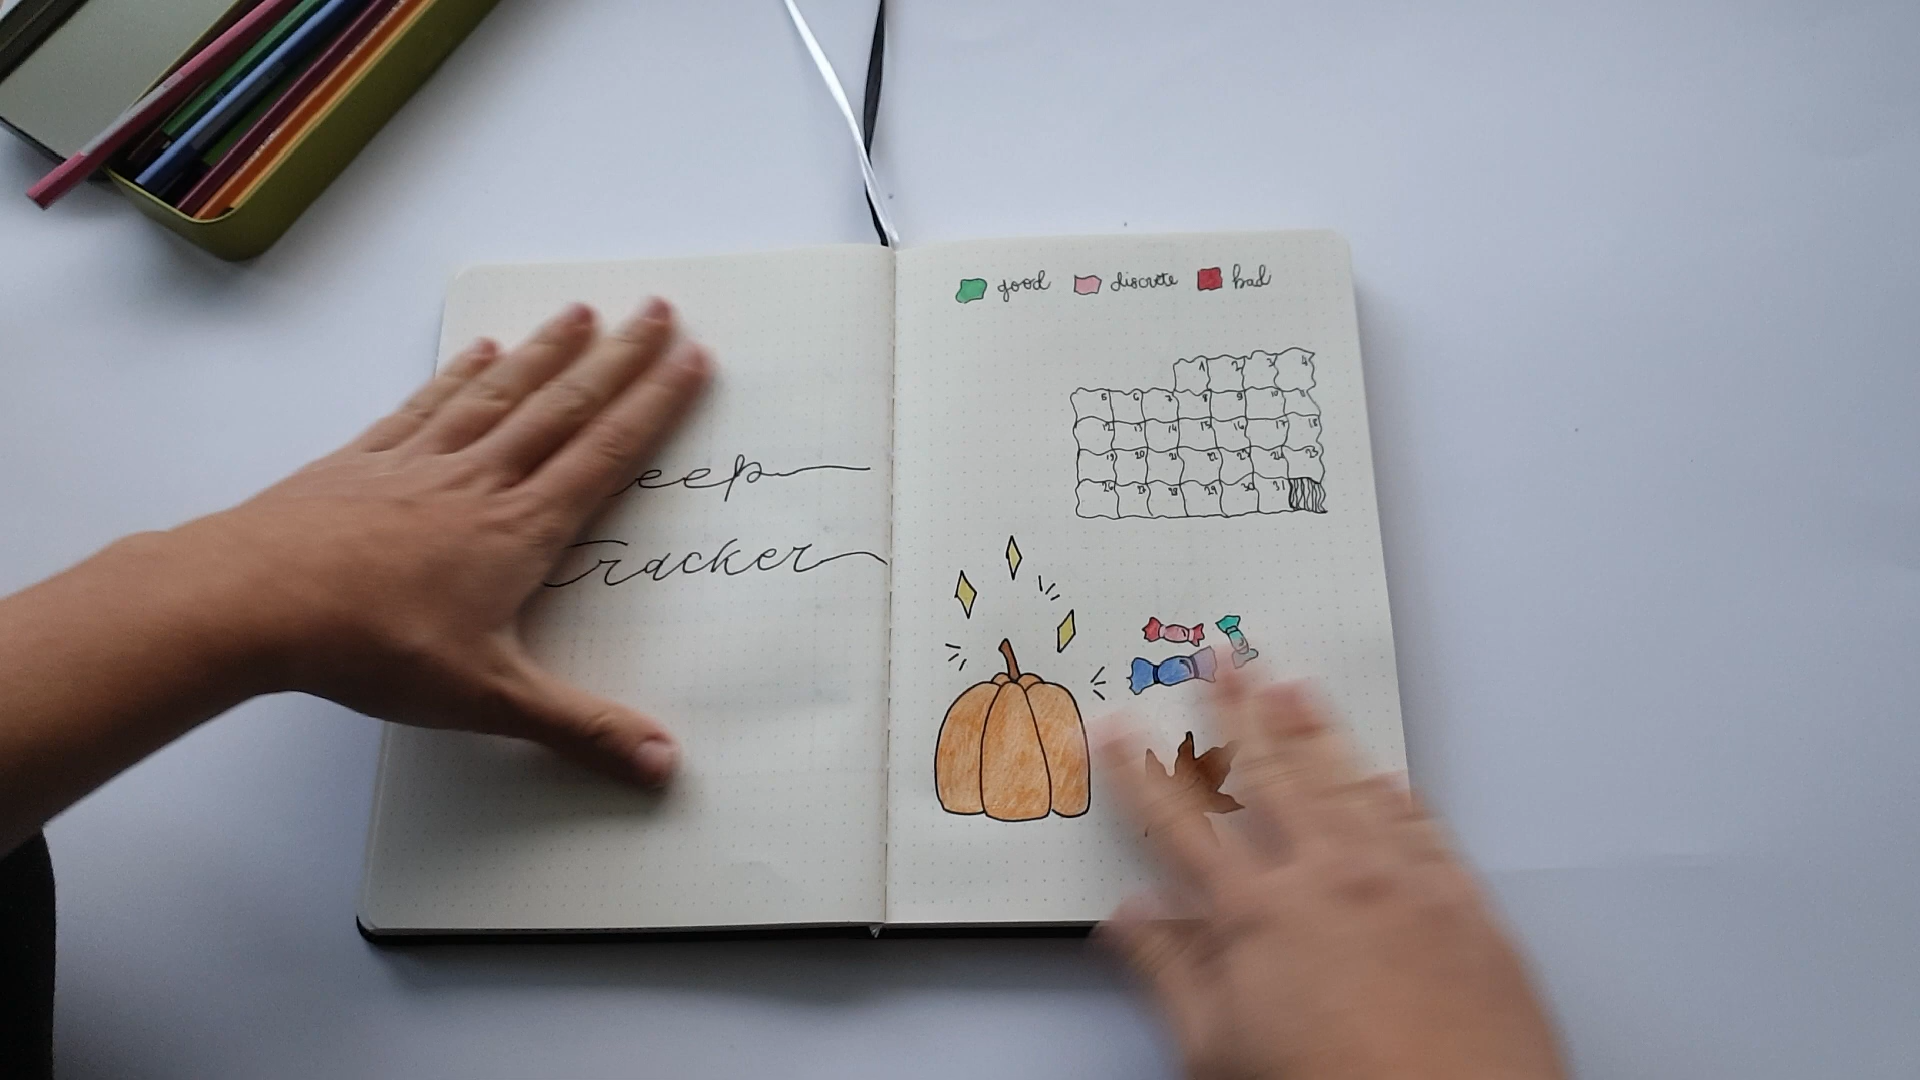 eep
Tracker
good discrete bad
1 2 3 4
5 6 7 8 9 10 11
12 13 14 15 16 17 18
19 20 21 22 23 24 25
26 27 28 29 30 31